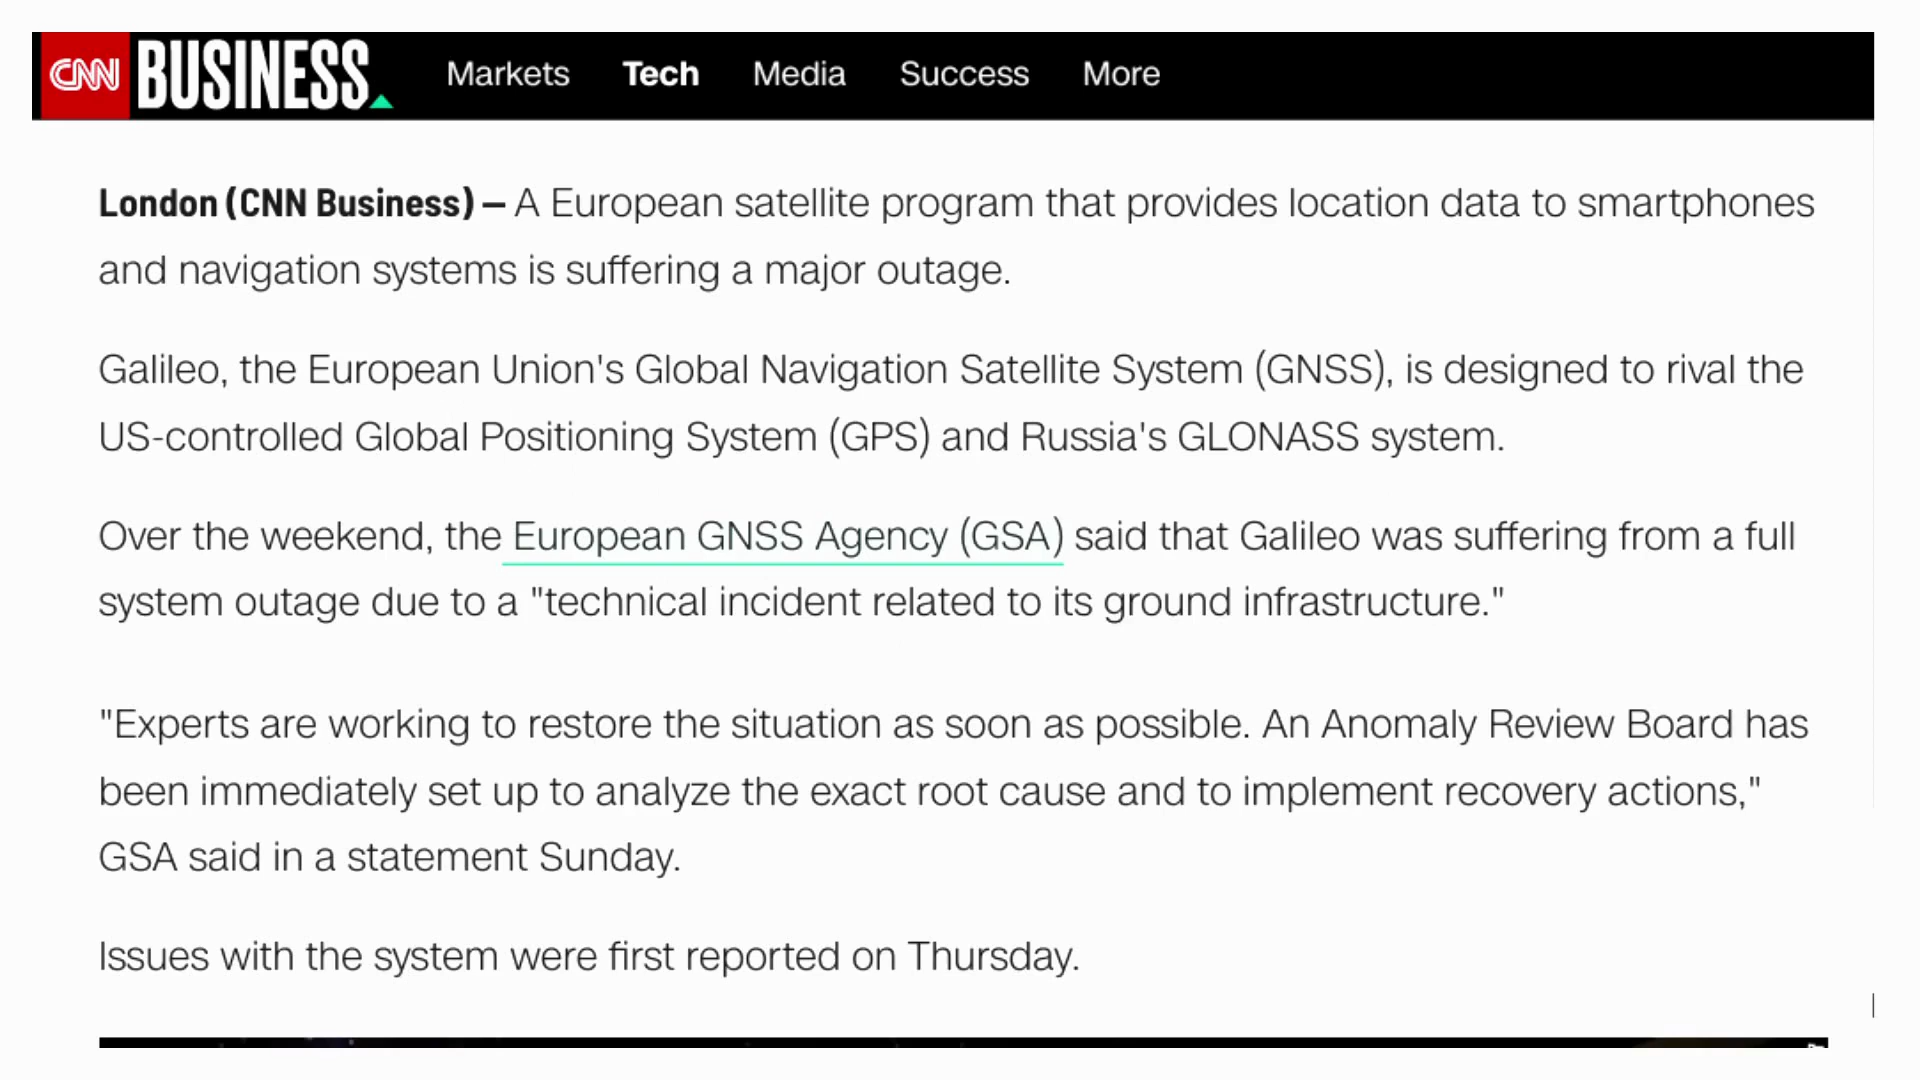 CNN BUSINESS Markets Tech Media Success More
London (CNN Business) — A European satellite program that provides location data to smartphones
and navigation systems is suffering a major outage.
Galileo, the European Union's Global Navigation Satellite System (GNSS), is designed to rival the
US-controlled Global Positioning System (GPS) and Russia's GLONASS system.
Over the weekend, the European GNSS Agency (GSA) said that Galileo was suffering from a full
system outage due to a "technical incident related to its ground infrastructure."
"Experts are working to restore the situation as soon as possible. An Anomaly Review Board has
been immediately set up to analyze the exact root cause and to implement recovery actions,"
GSA said in a statement Sunday.
Issues with the system were first reported on Thursday.